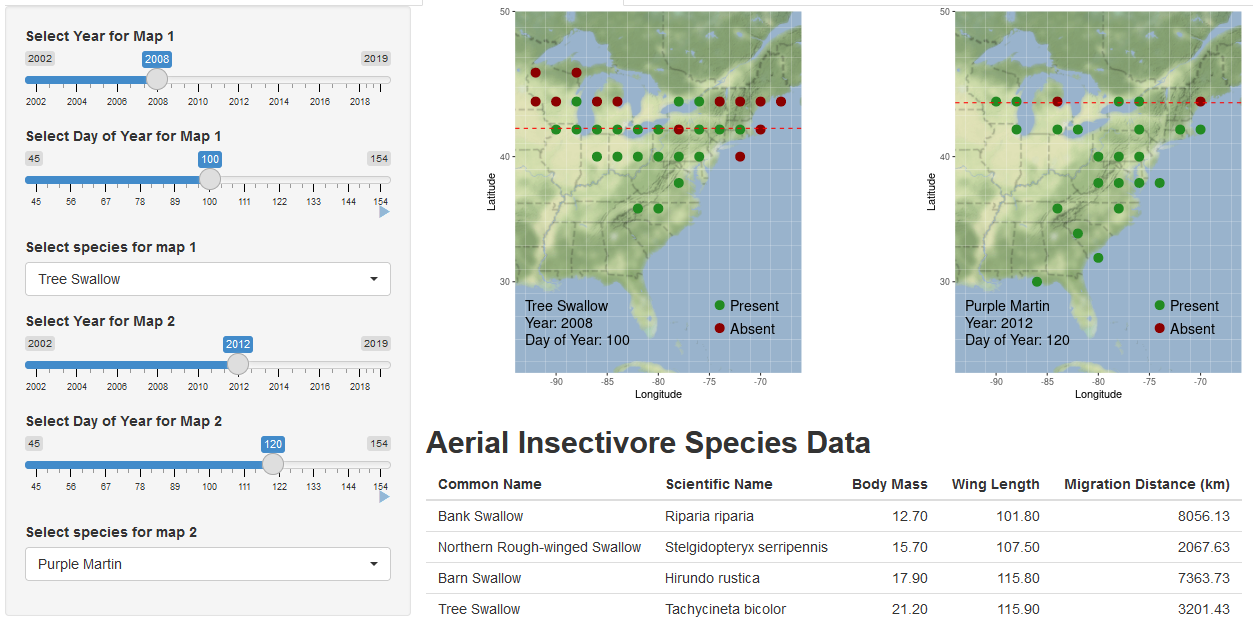 Select Year for Map 1
2002 2008 2019
2002 2004 2006 2008 2010 2012 2014 2016 2018
Select Day of Year for Map 1
45 100 154
45 56 67 78 89 100 111 122 133 144 154
Select species for map 1
Tree Swallow
Select Year for Map 2
2002 2012 2019
2002 2004 2006 2008 2010 2012 2014 2016 2018
Select Day of Year for Map 2
45 120 154
45 56 67 78 89 100 111 122 133 144 154
Select species for map 2
Purple Martin
50
40
30
Latitude
Tree Swallow
Year: 2008
Day of Year: 100
Present
Absent
-90 -85 -80 -75 -70
Longitude
50
40
30
Latitude
Purple Martin
Year: 2012
Day of Year: 120
Present
Absent
-90 -85 -80 -75 -70
Longitude
Aerial Insectivore Species Data
Common Name Scientific Name Body Mass Wing Length Migration Distance (km)
Bank Swallow Riparia riparia 12.70 101.80 8056.13
Northern Rough-winged Swallow Stelgidopteryx serripennis 15.70 107.50 2067.63
Barn Swallow Hirundo rustica 17.90 115.80 7363.73
Tree Swallow Tachycineta bicolor 21.20 115.90 3201.43